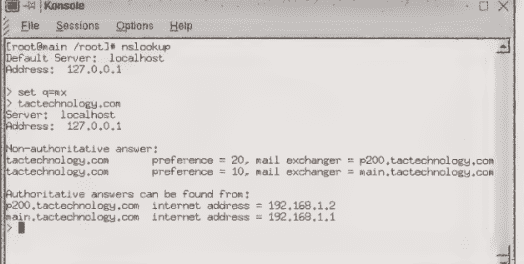 Konsole
File Sessions Options Help
[root@main /root]# nslookup
Default Server: localhost
Address: 127.0.0.1
> set q=mx
> tactechnology.com
Server: localhost
Address: 127.0.0.1
Non-authoritative answer:
tactechnology.com preference = 20, mail exchanger = p200.tactechnology.com
tactechnology.com preference = 10, mail exchanger = main.tactechnology.com
Authoritative answers can be found from:
p200.tactechnology.com internet address = 192.168.1.2
main.tactechnology.com internet address = 192.168.1.1
>